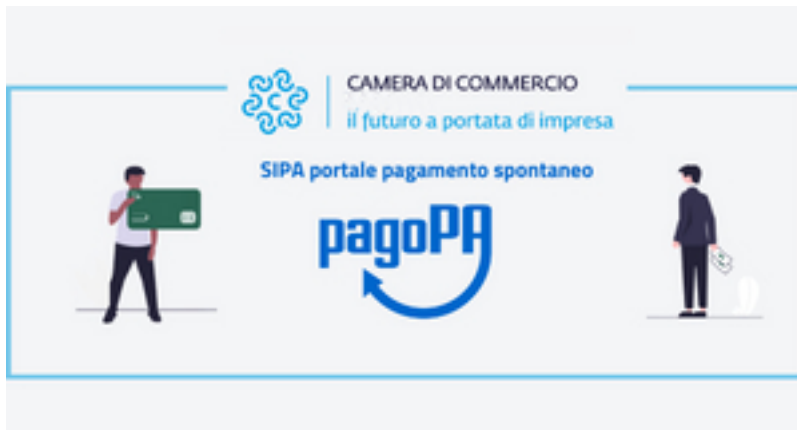 CAMERA DI COMMERCIO
il futuro a portata di impresa
SIPA portale pagamento spontaneo
pagoPA